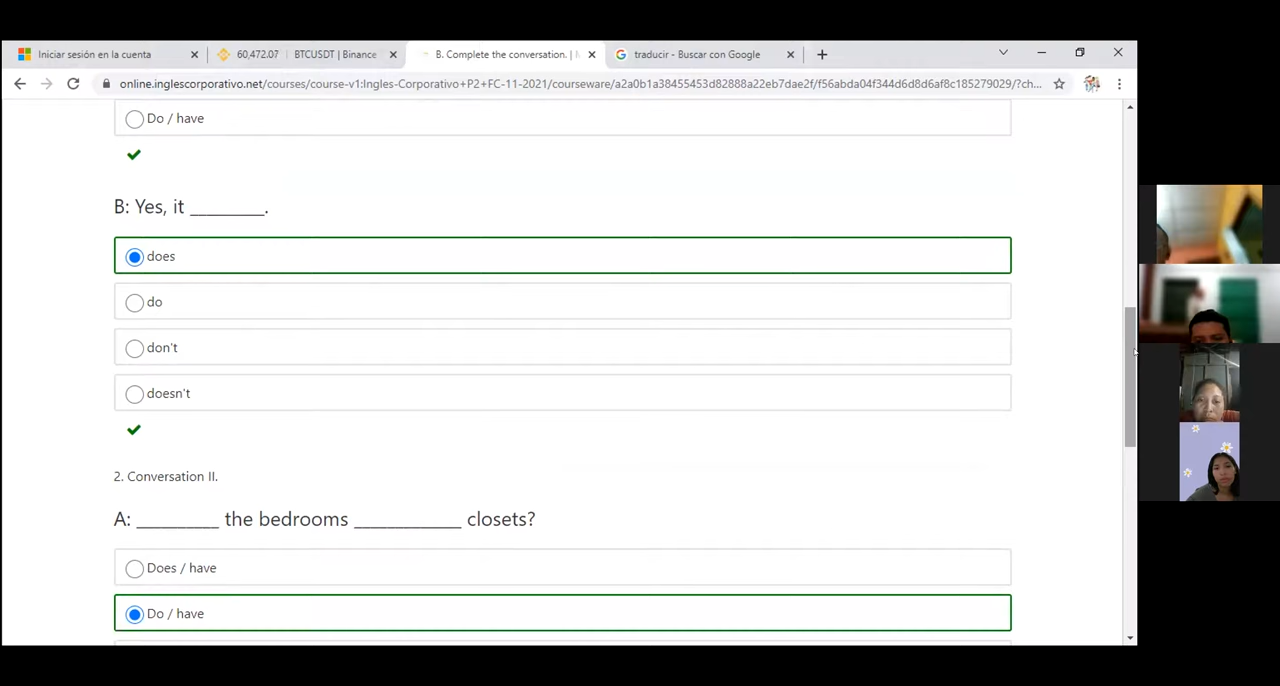 Iniciar sesión en la cuenta
60,472.07 | BTCUSDT | Binance
B. Complete the conversation. |
traducir - Buscar con Google
online.inglescorporativo.net/courses/course-v1:Ingles-Corporativo+P2+FC-11-2021/courseware/a2a0b1a38455453d82888a22eb7dae2f/f56abda04f344d6d8d6af8c185279029/?ch...
Do / have
B: Yes, it ________.
does
do
don't
doesn't
2. Conversation II.
A: ________ the bedrooms __________ closets?
Does / have
Do / have